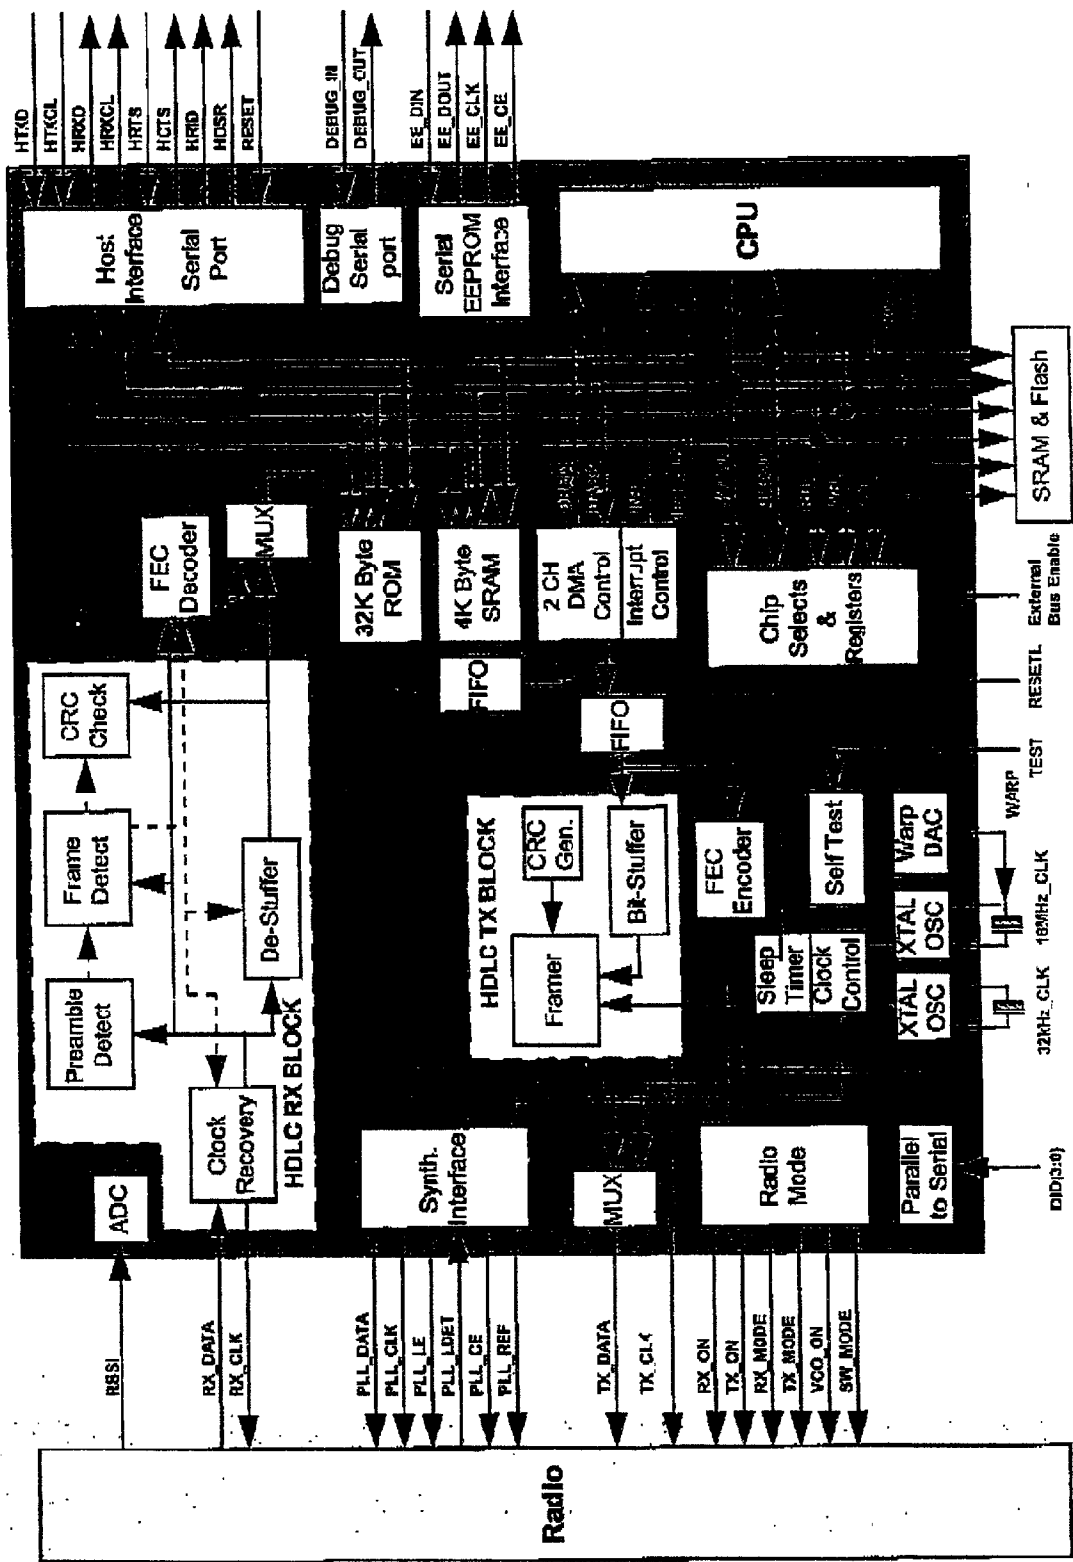 HTXD
HTXCL
HRXD
HRXCL
HRTS
HCTS
HRID
HDSR
RESET
DEBUG_IN
DEBUG_OUT
EE_DIN
EE_DOUT
EE_CLK
EE_CE
Host
Interface
Serial
Port
Debug
Serial
port
Serial
EEPROM
Interface
CPU
SRAM & Flash
FEC
Decoder
MUX
32K Byte
ROM
4K Byte
SRAM
2 CH
DMA
Control
Interrupt
Control
Chip
Selects
&
Registers
External
Bus Enable
RESETL
TEST
WARP
CRC
Check
Frame
Detect
Preamble
Detect
De-Stuffer
Clock
Recovery
HDLC RX BLOCK
FIFO
FIFO
HDLC TX BLOCK
CRC
Gen.
Bit-Stuffer
Framer
FEC
Encoder
Self Test
Warp
DAC
Sleep
Timer
Clock
Control
XTAL
OSC
XTAL
OSC
32kHz_CLK
ADC
Synth.
Interface
MUX
Radio
Mode
Parallel
to Serial
DID[3:0]
RSSI
RX_DATA
RX_CLK
PLL_DATA
PLL_CLK
PLL_LE
PLL_LDET
PLL_CE
PLL_REF
TX_DATA
TX_CLK
RX_ON
TX_ON
RX_MODE
TX_MODE
VCO_ON
SW_MODE
Radio